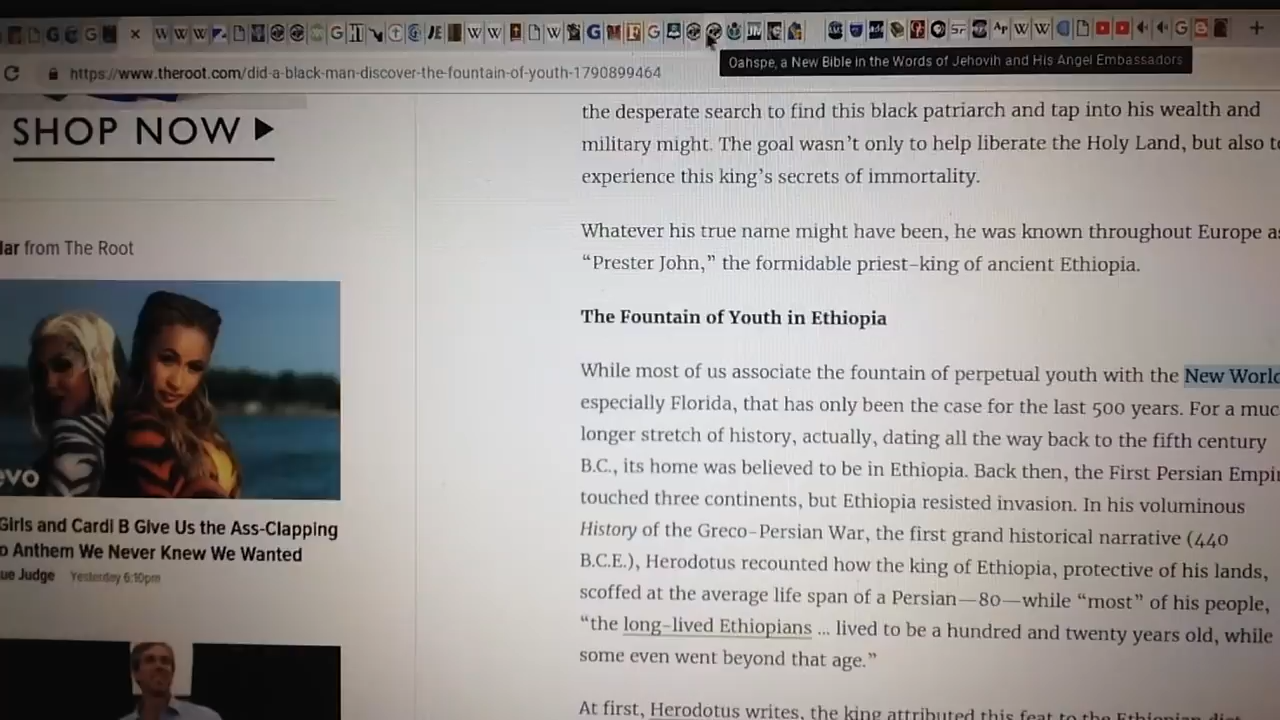 Oahspe, a New Bible in the Words of Jehovih and His Angel Embassadors
https://www.theroot.com/did-a-black-man-discover-the-fountain-of-youth-1790899464
SHOP NOW
from The Root
evo
Girls and Cardi B Give Us the Ass-Clapping
Anthem We Never Knew We Wanted
Judge Yesterday 6:10pm
the desperate search to find this black patriarch and tap into his wealth and
military might. The goal wasn't only to help liberate the Holy Land, but also
experience this king's secrets of immortality.
Whatever his true name might have been, he was known throughout Europe
“Prester John,” the formidable priest-king of ancient Ethiopia.
The Fountain of Youth in Ethiopia
While most of us associate the fountain of perpetual youth with the New World
especially Florida, that has only been the case for the last 500 years. For a
longer stretch of history, actually, dating all the way back to the fifth century
B.C., its home was believed to be in Ethiopia. Back then, the First Persian
touched three continents, but Ethiopia resisted invasion. In his voluminous
History of the Greco-Persian War, the first grand historical narrative (440
B.C.E.), Herodotus recounted how the king of Ethiopia, protective of his lands,
scoffed at the average life span of a Persian—80—while “most” of his people,
“the long-lived Ethiopians ... lived to be a hundred and twenty years old, while
some even went beyond that age.”
At first, Herodotus writes, the king attributed this feat to the Ethiopian